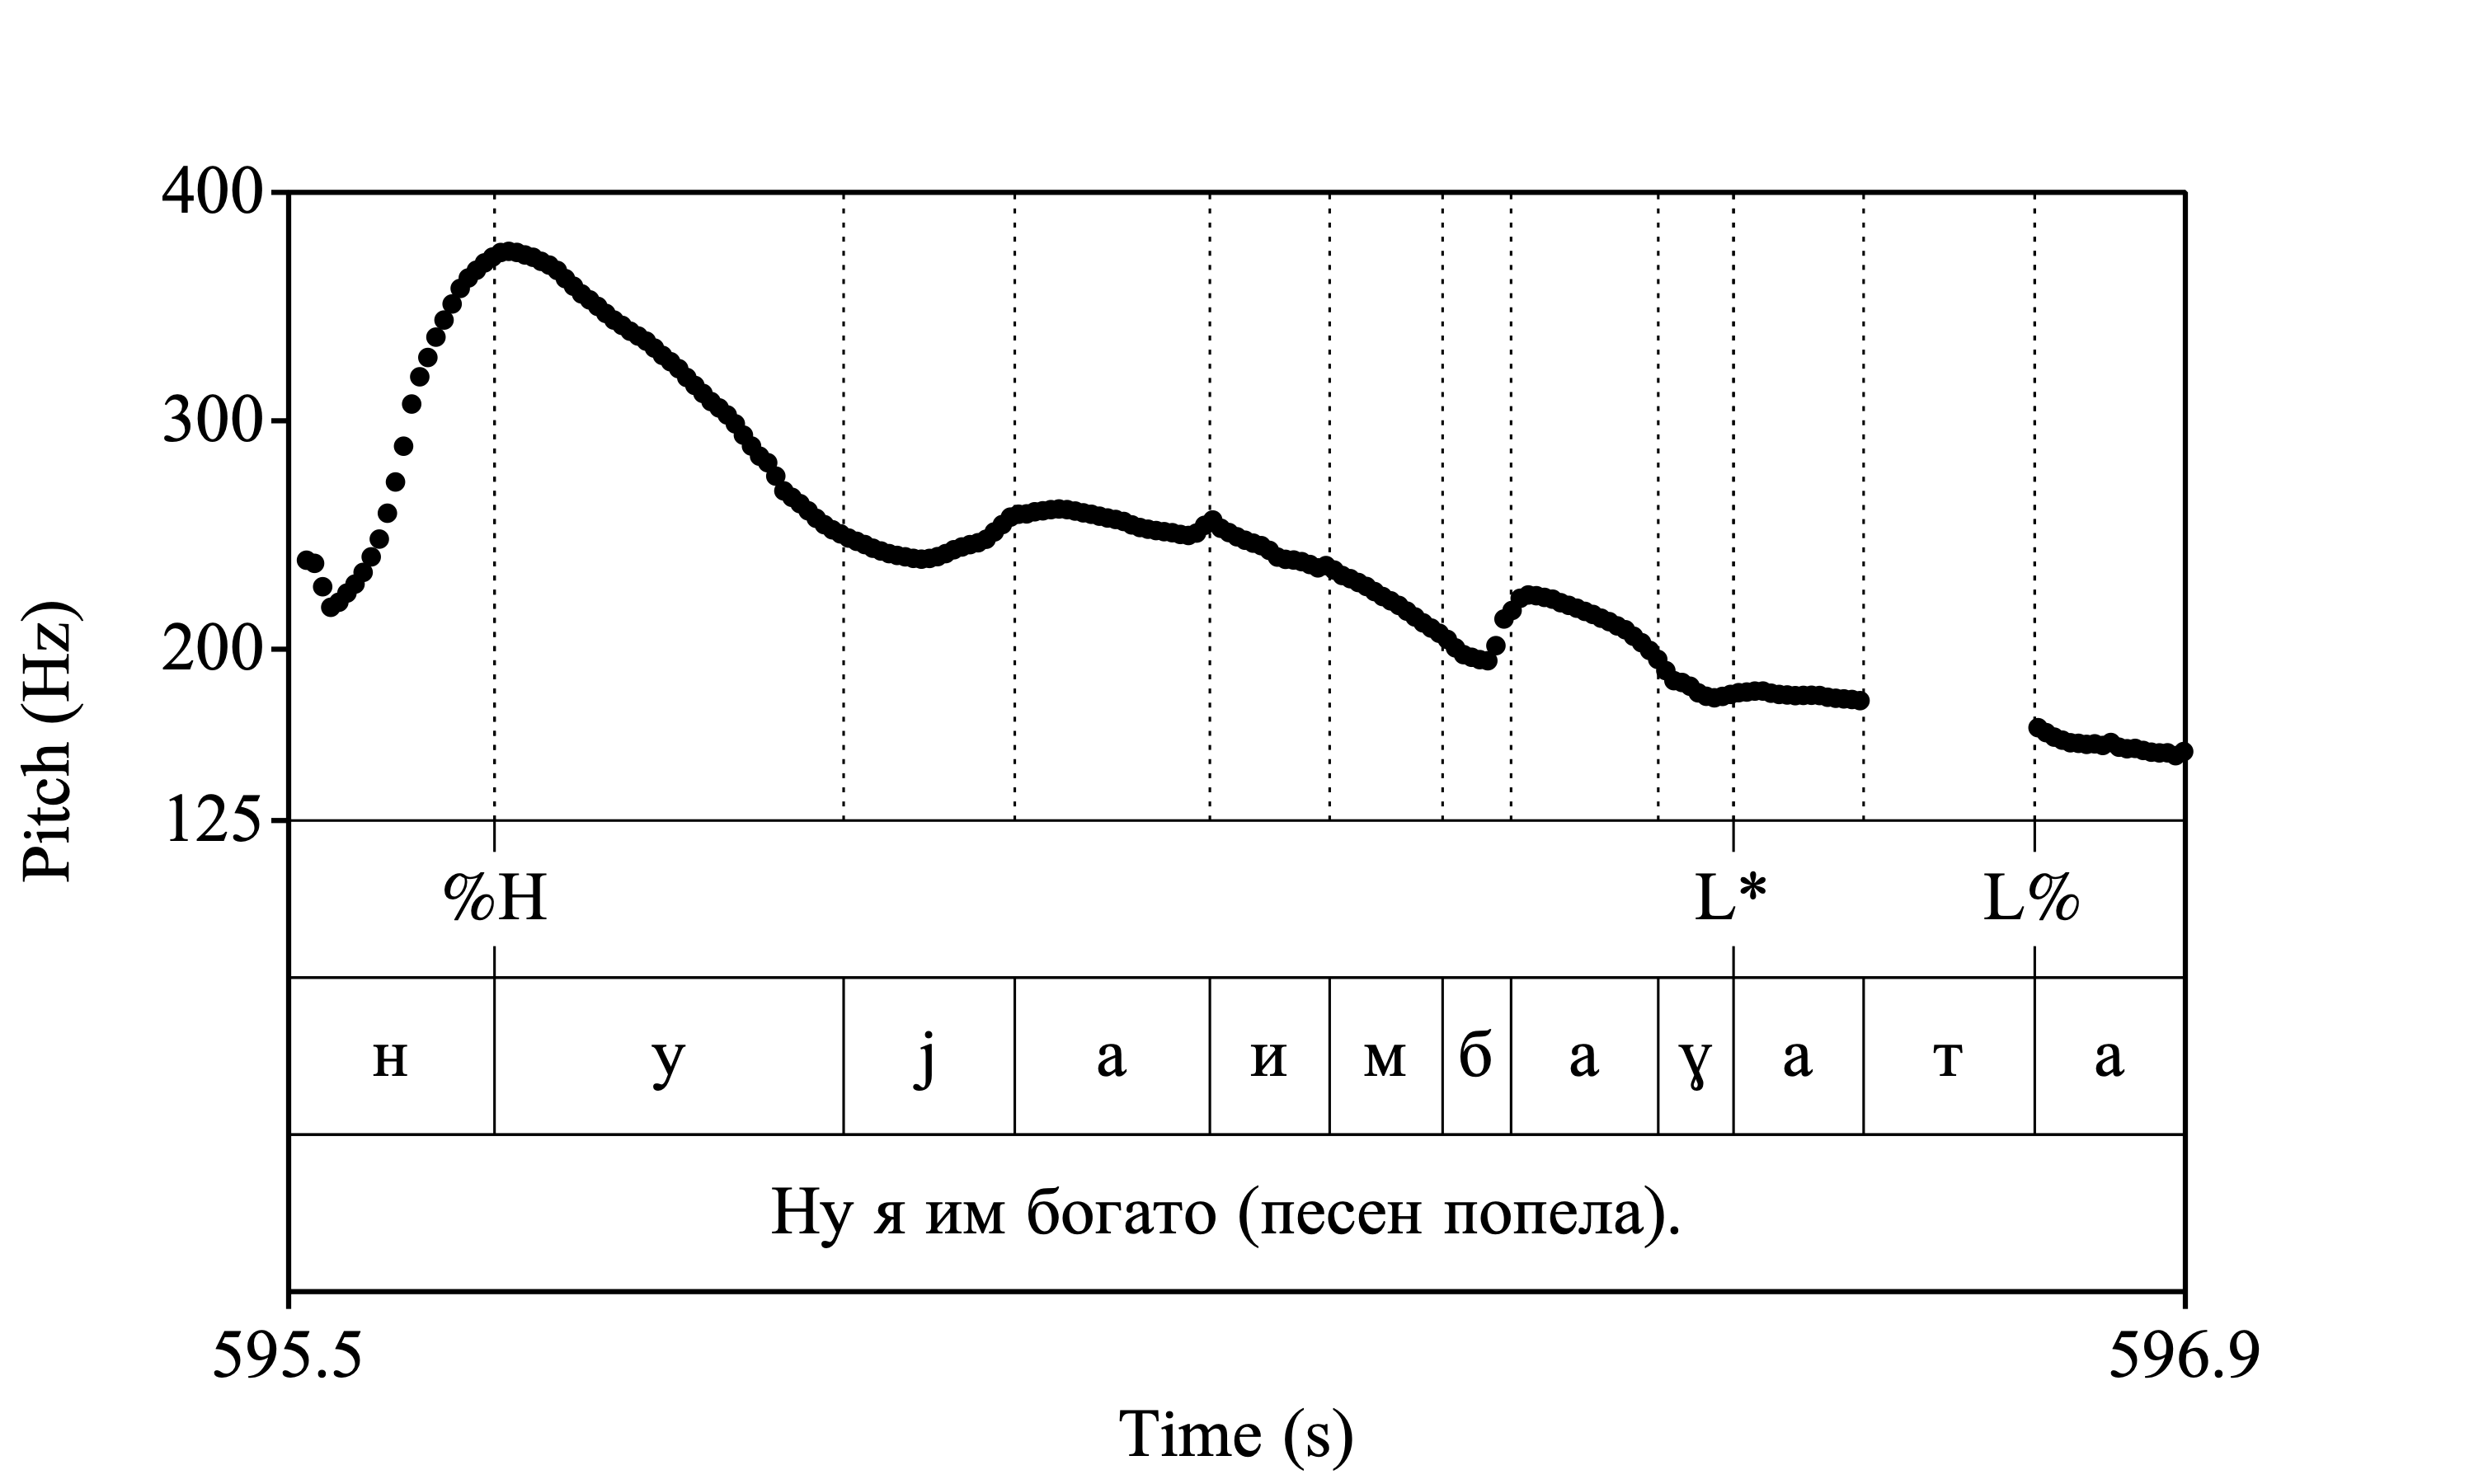 400
300
200
125
Pitch (Hz)
%H L* L%
н у ј а и м б а ɣ а т а
Ну я им богато (песен попела).
595.5 596.9
Time (s)